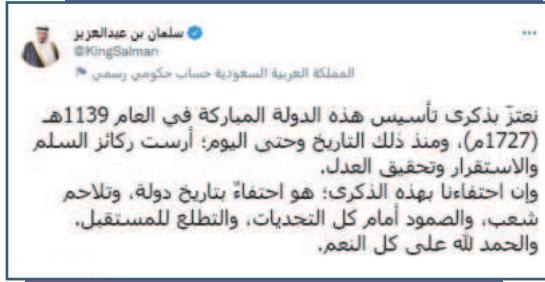 سلمان بن عبدالعزيز
@KingSalman
المملكة العربية السعودية حساب حكومي رسمي
نعتزّ بذكرى تأسيس هذه الدولة المباركة في العام 1139هـ
(1727م)، ومنذ ذلك التاريخ وحتى اليوم؛ أرست ركائز السلم
والاستقرار وتحقيق العدل.
وإن احتفاءنا بهذه الذكرى؛ هو احتفاءٌ بتاريخ دولة، وتلاحم
شعب، والصمود أمام كل التحديات، والتطلع للمستقبل.
والحمد لله على كل النعم.